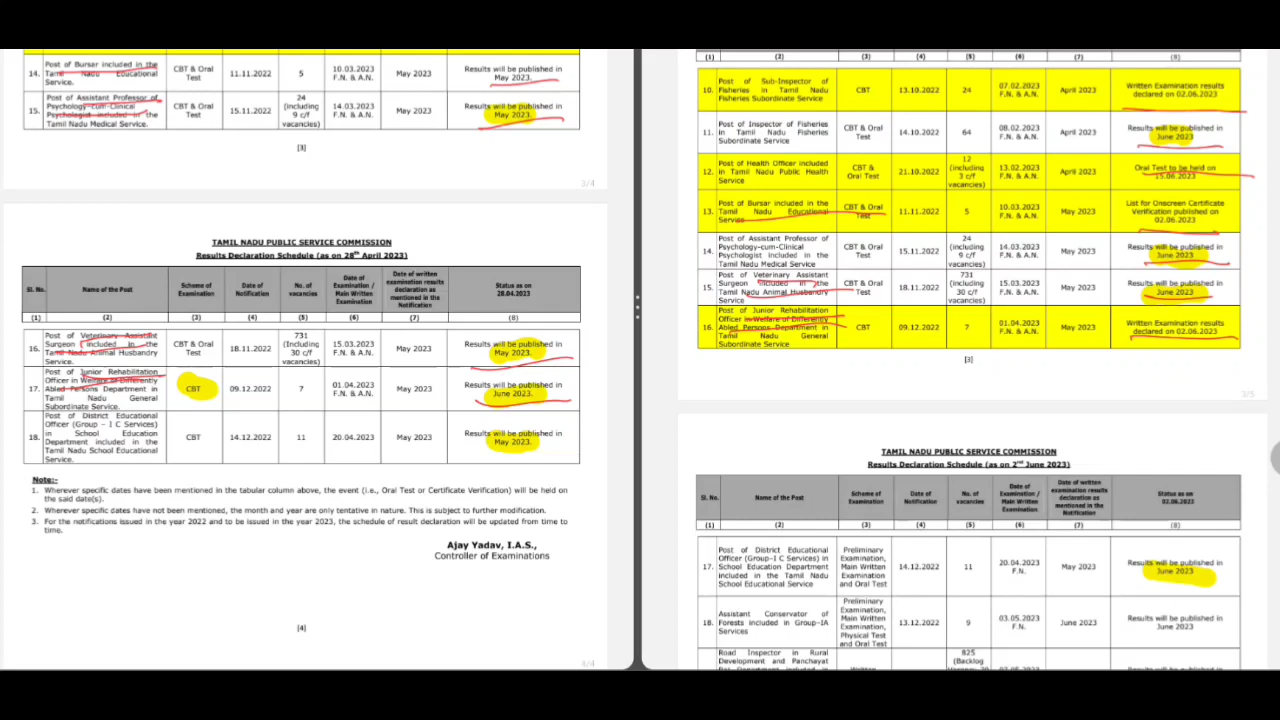 14.
Post of Bursar included in the
Tamil Nadu Educational
Service.
CBT & Oral
Test
11.11.2022
5
10.03.2023
F.N. & A.N.
May 2023
Results will be published in
May 2023.
15.
Post of Assistant Professor of
Psychology-cum-Clinical
Psychologist included in the
Tamil Nadu Medical Service.
CBT & Oral
Test
15.11.2022
24
(including
9 c/f
vacancies)
14.03.2023
F.N. & A.N.
May 2023
Results will be published in
May 2023.
[3]
3/4
TAMIL NADU PUBLIC SERVICE COMMISSION
Results Declaration Schedule (as on 28th April 2023)
Sl. No.
Name of the Post
Scheme of
Examination
Date of
Notification
No. of
vacancies
Date of
Examination /
Main Written
Examination
Date of written
examination results
declaration as
mentioned in the
Notification
Status as on
28.04.2023
(1) (2) (3) (4) (5) (6) (7) (8)
16.
Post of Veterinary Assistant
Surgeon included in the
Tamil Nadu Animal Husbandry
Service.
CBT & Oral
Test
18.11.2022
731
(Including
30 c/f
vacancies)
15.03.2023
F.N. & A.N.
May 2023
Results will be published in
May 2023.
17.
Post of Junior Rehabilitation
Officer in Welfare of Differently
Abled Persons Department in
Tamil Nadu General
Subordinate Service.
CBT
09.12.2022
7
01.04.2023
F.N. & A.N.
May 2023
Results will be published in
June 2023.
18.
Post of District Educational
Officer (Group – I C Services)
in School Education
Department included in the
Tamil Nadu School Educational
Service.
CBT
14.12.2022
11
20.04.2023
May 2023
Results will be published in
May 2023.
Note:-
1. Wherever specific dates have been mentioned in the tabular column above, the event (i.e., Oral Test or Certificate Verification) will be held on
the said date(s).
2. Wherever specific dates have not been mentioned, the month and year are only tentative in nature. This is subject to further modification.
3. For the notifications issued in the year 2022 and to be issued in the year 2023, the schedule of result declaration will be updated from time to
time.
Ajay Yadav, I.A.S.,
Controller of Examinations
[4]
4/4
(1) (2) (3) (4) (5) (6) (7) (8)
10.
Post of Sub-Inspector of
Fisheries in Tamil Nadu
Fisheries Subordinate Service
CBT
13.10.2022
24
07.02.2023
F.N. & A.N.
April 2023
Written Examination results
declared on 02.06.2023
11.
Post of Inspector of Fisheries
in Tamil Nadu Fisheries
Subordinate Service
CBT & Oral
Test
14.10.2022
64
08.02.2023
F.N. & A.N.
April 2023
Results will be published in
June 2023
12.
Post of Health Officer included
in Tamil Nadu Public Health
Service
CBT &
Oral Test
21.10.2022
12
(including
3 c/f
vacancies)
13.02.2023
F.N. & A.N.
April 2023
Oral Test to be held on
15.06.2023
13.
Post of Bursar included in the
Tamil Nadu Educational
Service
CBT & Oral
Test
11.11.2022
5
10.03.2023
F.N. & A.N.
May 2023
List for Onscreen Certificate
Verification published on
02.06.2023
14.
Post of Assistant Professor of
Psychology-cum-Clinical
Psychologist included in
the Tamil Nadu Medical Service
CBT & Oral
Test
15.11.2022
24
(including
9 c/f
vacancies)
14.03.2023
F.N. & A.N.
May 2023
Results will be published in
June 2023
15.
Post of Veterinary Assistant
Surgeon included in the
Tamil Nadu Animal Husbandry
Service
CBT & Oral
Test
18.11.2022
731
(including
30 c/f
vacancies)
15.03.2023
F.N. & A.N.
May 2023
Results will be published in
June 2023
16.
Post of Junior Rehabilitation
Officer in Welfare of Differently
Abled Persons Department in
Tamil Nadu General
Subordinate Service
CBT
09.12.2022
7
01.04.2023
F.N. & A.N.
May 2023
Written Examination results
declared on 02.06.2023
[3]
3/5
TAMIL NADU PUBLIC SERVICE COMMISSION
Results Declaration Schedule (as on 2nd June 2023)
Sl. No.
Name of the Post
Scheme of
Examination
Date of
Notification
No. of
vacancies
Date of
Examination /
Main Written
Examination
Date of written
examination results
declaration as
mentioned in the
Notification
Status as on
02.06.2023
(1) (2) (3) (4) (5) (6) (7) (8)
17.
Post of District Educational
Officer (Group-I C Services) in
School Education Department
included in the Tamil Nadu
School Educational Service
Preliminary
Examination,
Main Written
Examination
and Oral Test
14.12.2022
11
20.04.2023
F.N.
May 2023
Results will be published in
June 2023
18.
Assistant Conservator of
Forests included in Group-IA
Services
Preliminary
Examination,
Main Written
Examination,
Physical Test
and Oral Test
13.12.2022
9
03.05.2023
F.N.
June 2023
Results will be published in
June 2023
Road Inspector in Rural
Development and Panchayat
825
(Backlog